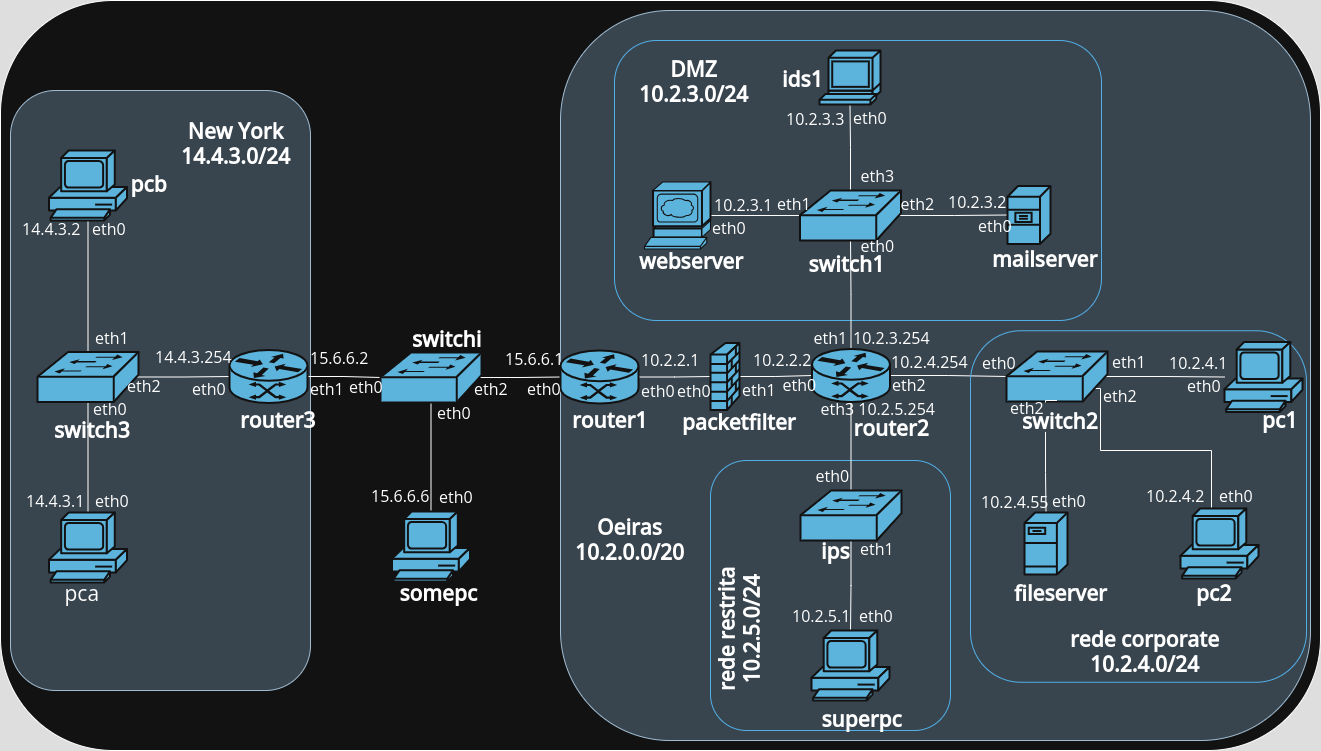 New York
14.4.3.0/24
pcb
14.4.3.2 eth0
eth1
14.4.3.254
eth2
eth0
eth0
switch3
router3
14.4.3.1 eth0
pca
15.6.6.2
eth1
switchi
eth0
eth2
eth0
15.6.6.6 eth0
somepc
15.6.6.1
eth0
router1
10.2.2.1
eth0
eth0
packetfilter
eth1
10.2.2.2
eth0
DMZ
10.2.3.0/24
ids1
10.2.3.3 eth0
eth3
10.2.3.1 eth1
eth0
webserver
eth2 10.2.3.2
eth0
mailserver
eth0
switch1
eth1 10.2.3.254
10.2.4.254
eth2
eth3 10.2.5.254
router2
eth0
eth1
eth2
eth2
switch2
10.2.4.1
eth0
pc1
10.2.4.55 eth0
fileserver
10.2.4.2 eth0
pc2
rede corporate
10.2.4.0/24
Oeiras
10.2.0.0/20
eth0
ips
eth1
rede restrita
10.2.5.0/24
10.2.5.1 eth0
superpc